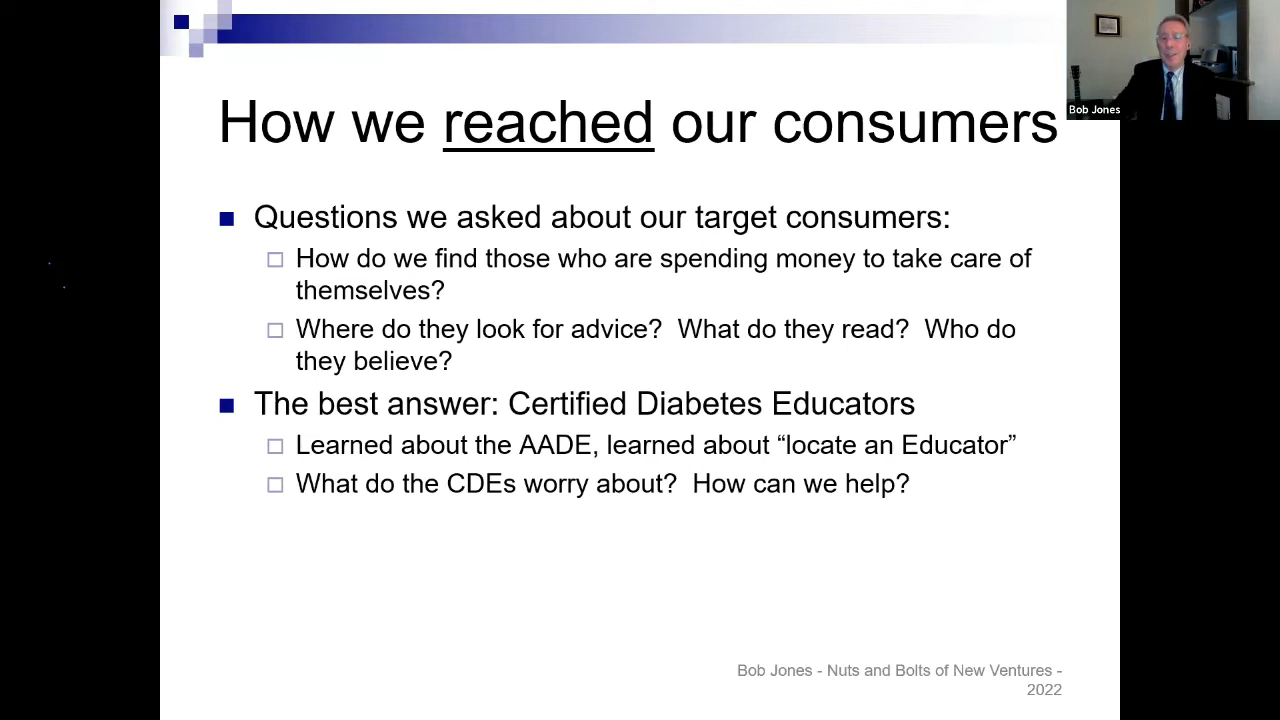 How we reached our consumers
Bob Jones
Questions we asked about our target consumers:
How do we find those who are spending money to take care of
themselves?
Where do they look for advice?  What do they read?  Who do
they believe?
The best answer: Certified Diabetes Educators
Learned about the AADE, learned about “locate an Educator”
What do the CDEs worry about?  How can we help?
Bob Jones - Nuts and Bolts of New Ventures -
2022